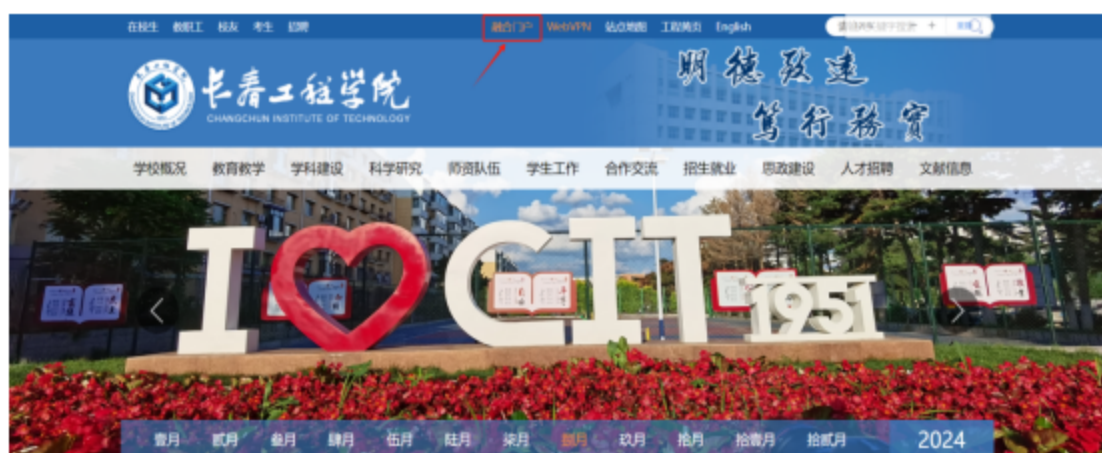 在校生 教职工 校友 考生 招聘 融合门户 WebVPN 站点地图 工程黄页 English
长春工程学院
CHANGCHUN INSTITUTE OF TECHNOLOGY
明德致远
笃行務實
学校概况 教育教学 学科建设 科学研究 师资队伍 学生工作 合作交流 招生就业 思政建设 人才招聘 文献信息
I CIT 1951
壹月 贰月 叁月 肆月 伍月 陆月 柒月 捌月 玖月 拾月 拾壹月 拾贰月 2024